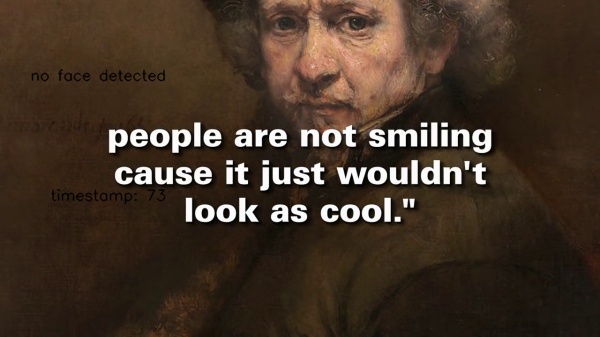 no face detected
people are not smiling
cause it just wouldn't
timestamp: 73
look as cool."